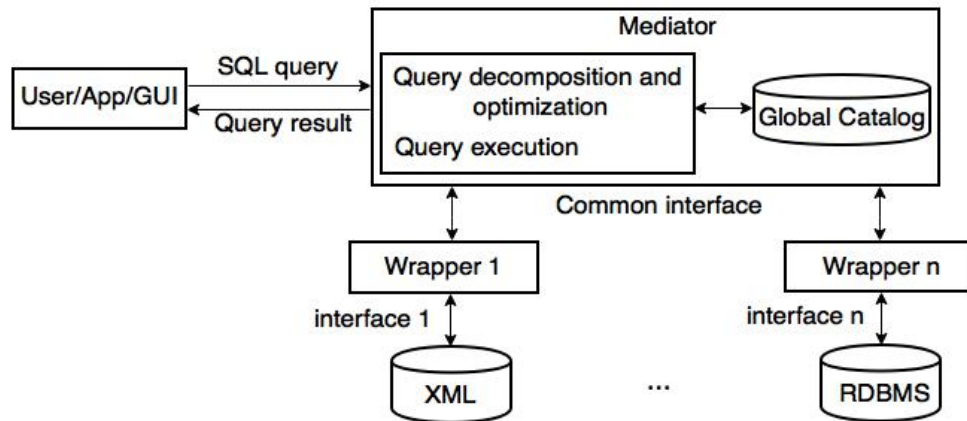 Mediator
SQL query
User/App/GUI
Query result
Query decomposition and
optimization
Query execution
Global Catalog
Common interface
Wrapper 1
Wrapper n
interface 1
interface n
XML
...
RDBMS